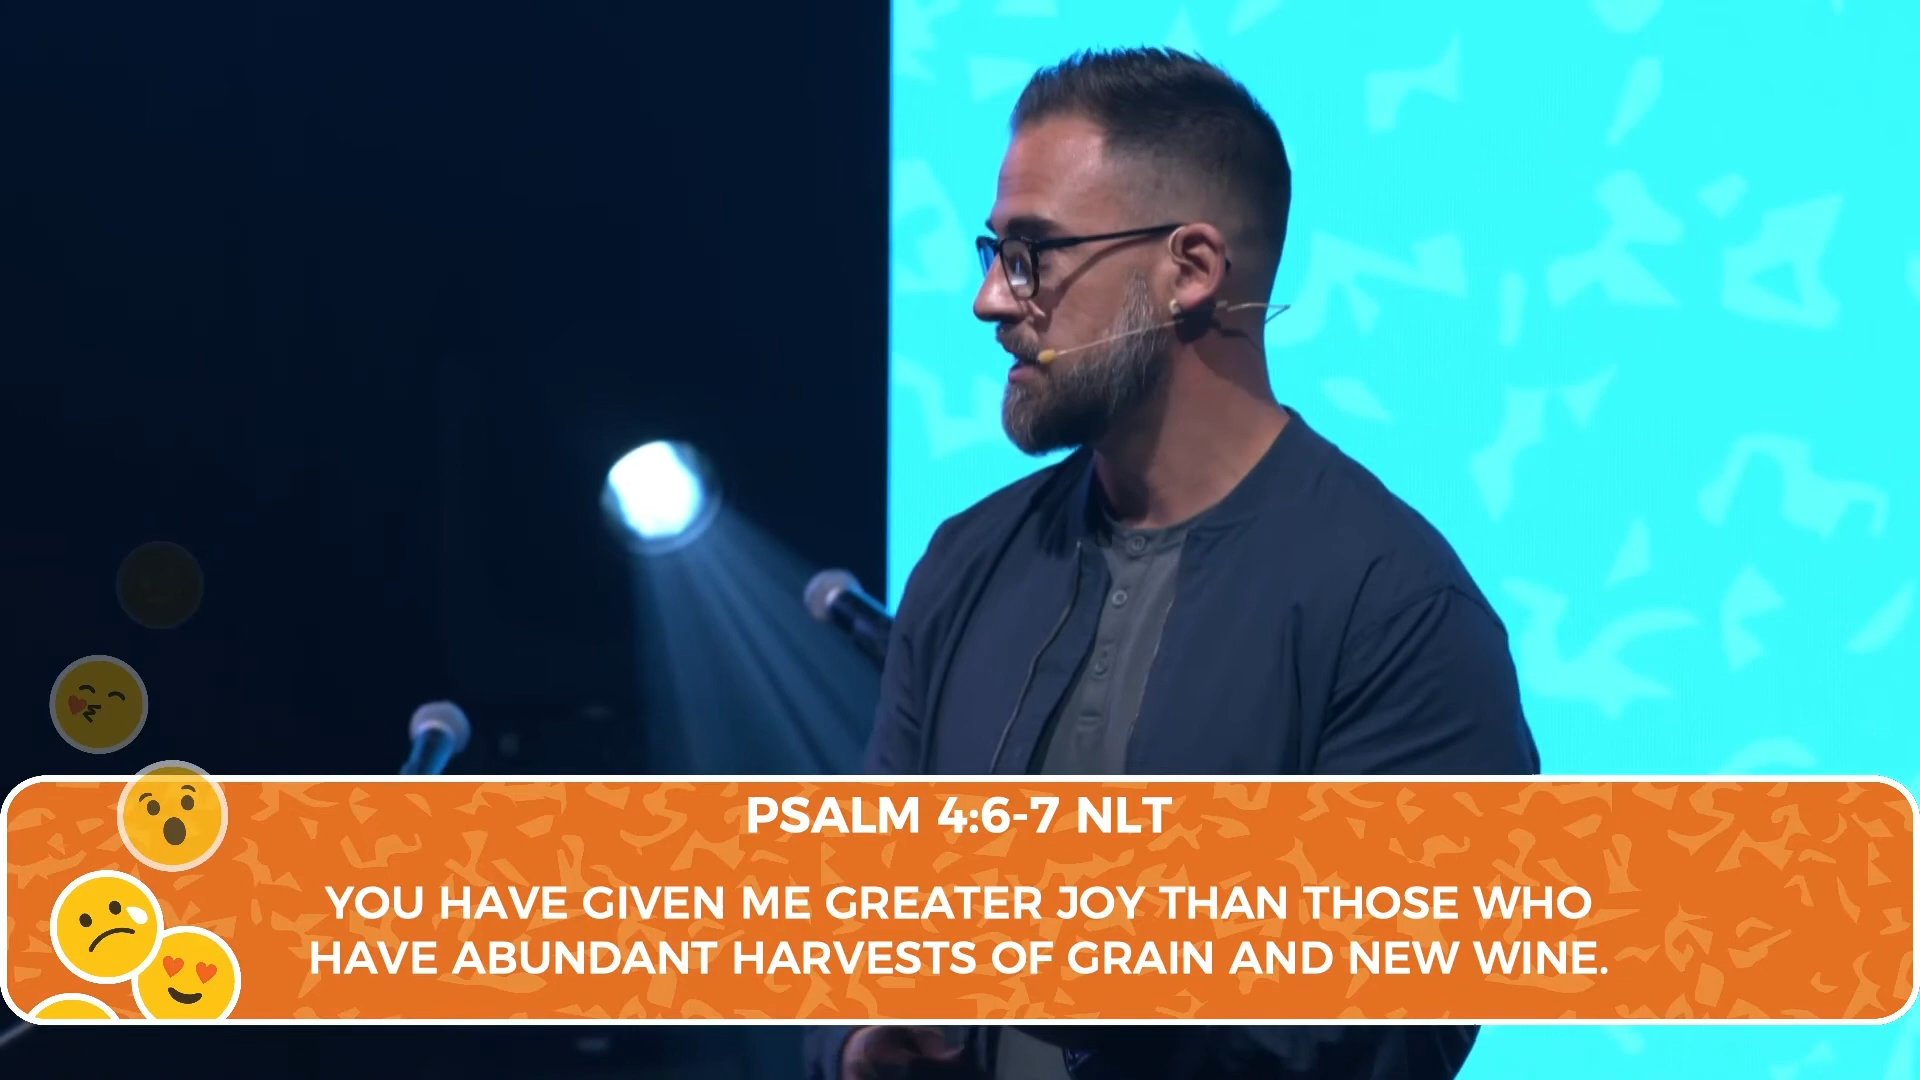 PSALM 4:6-7 NLT
YOU HAVE GIVEN ME GREATER JOY THAN THOSE WHO
HAVE ABUNDANT HARVESTS OF GRAIN AND NEW WINE.